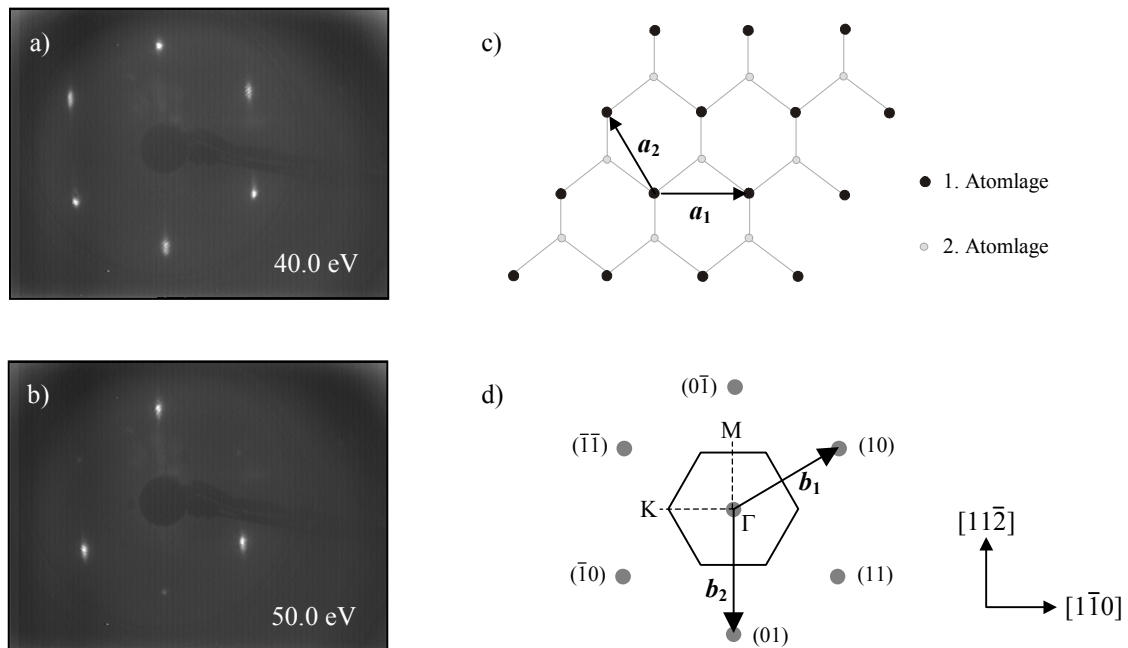 a)
40.0 eV
b)
50.0 eV
c)
a₂
a₁
1. Atomlage
2. Atomlage
d)
(01̅)
(1̅1̅)
M
(10)
b₁
K
Γ
(1̅0)
b₂
(11)
(01)
[112̅]
[11̅0]